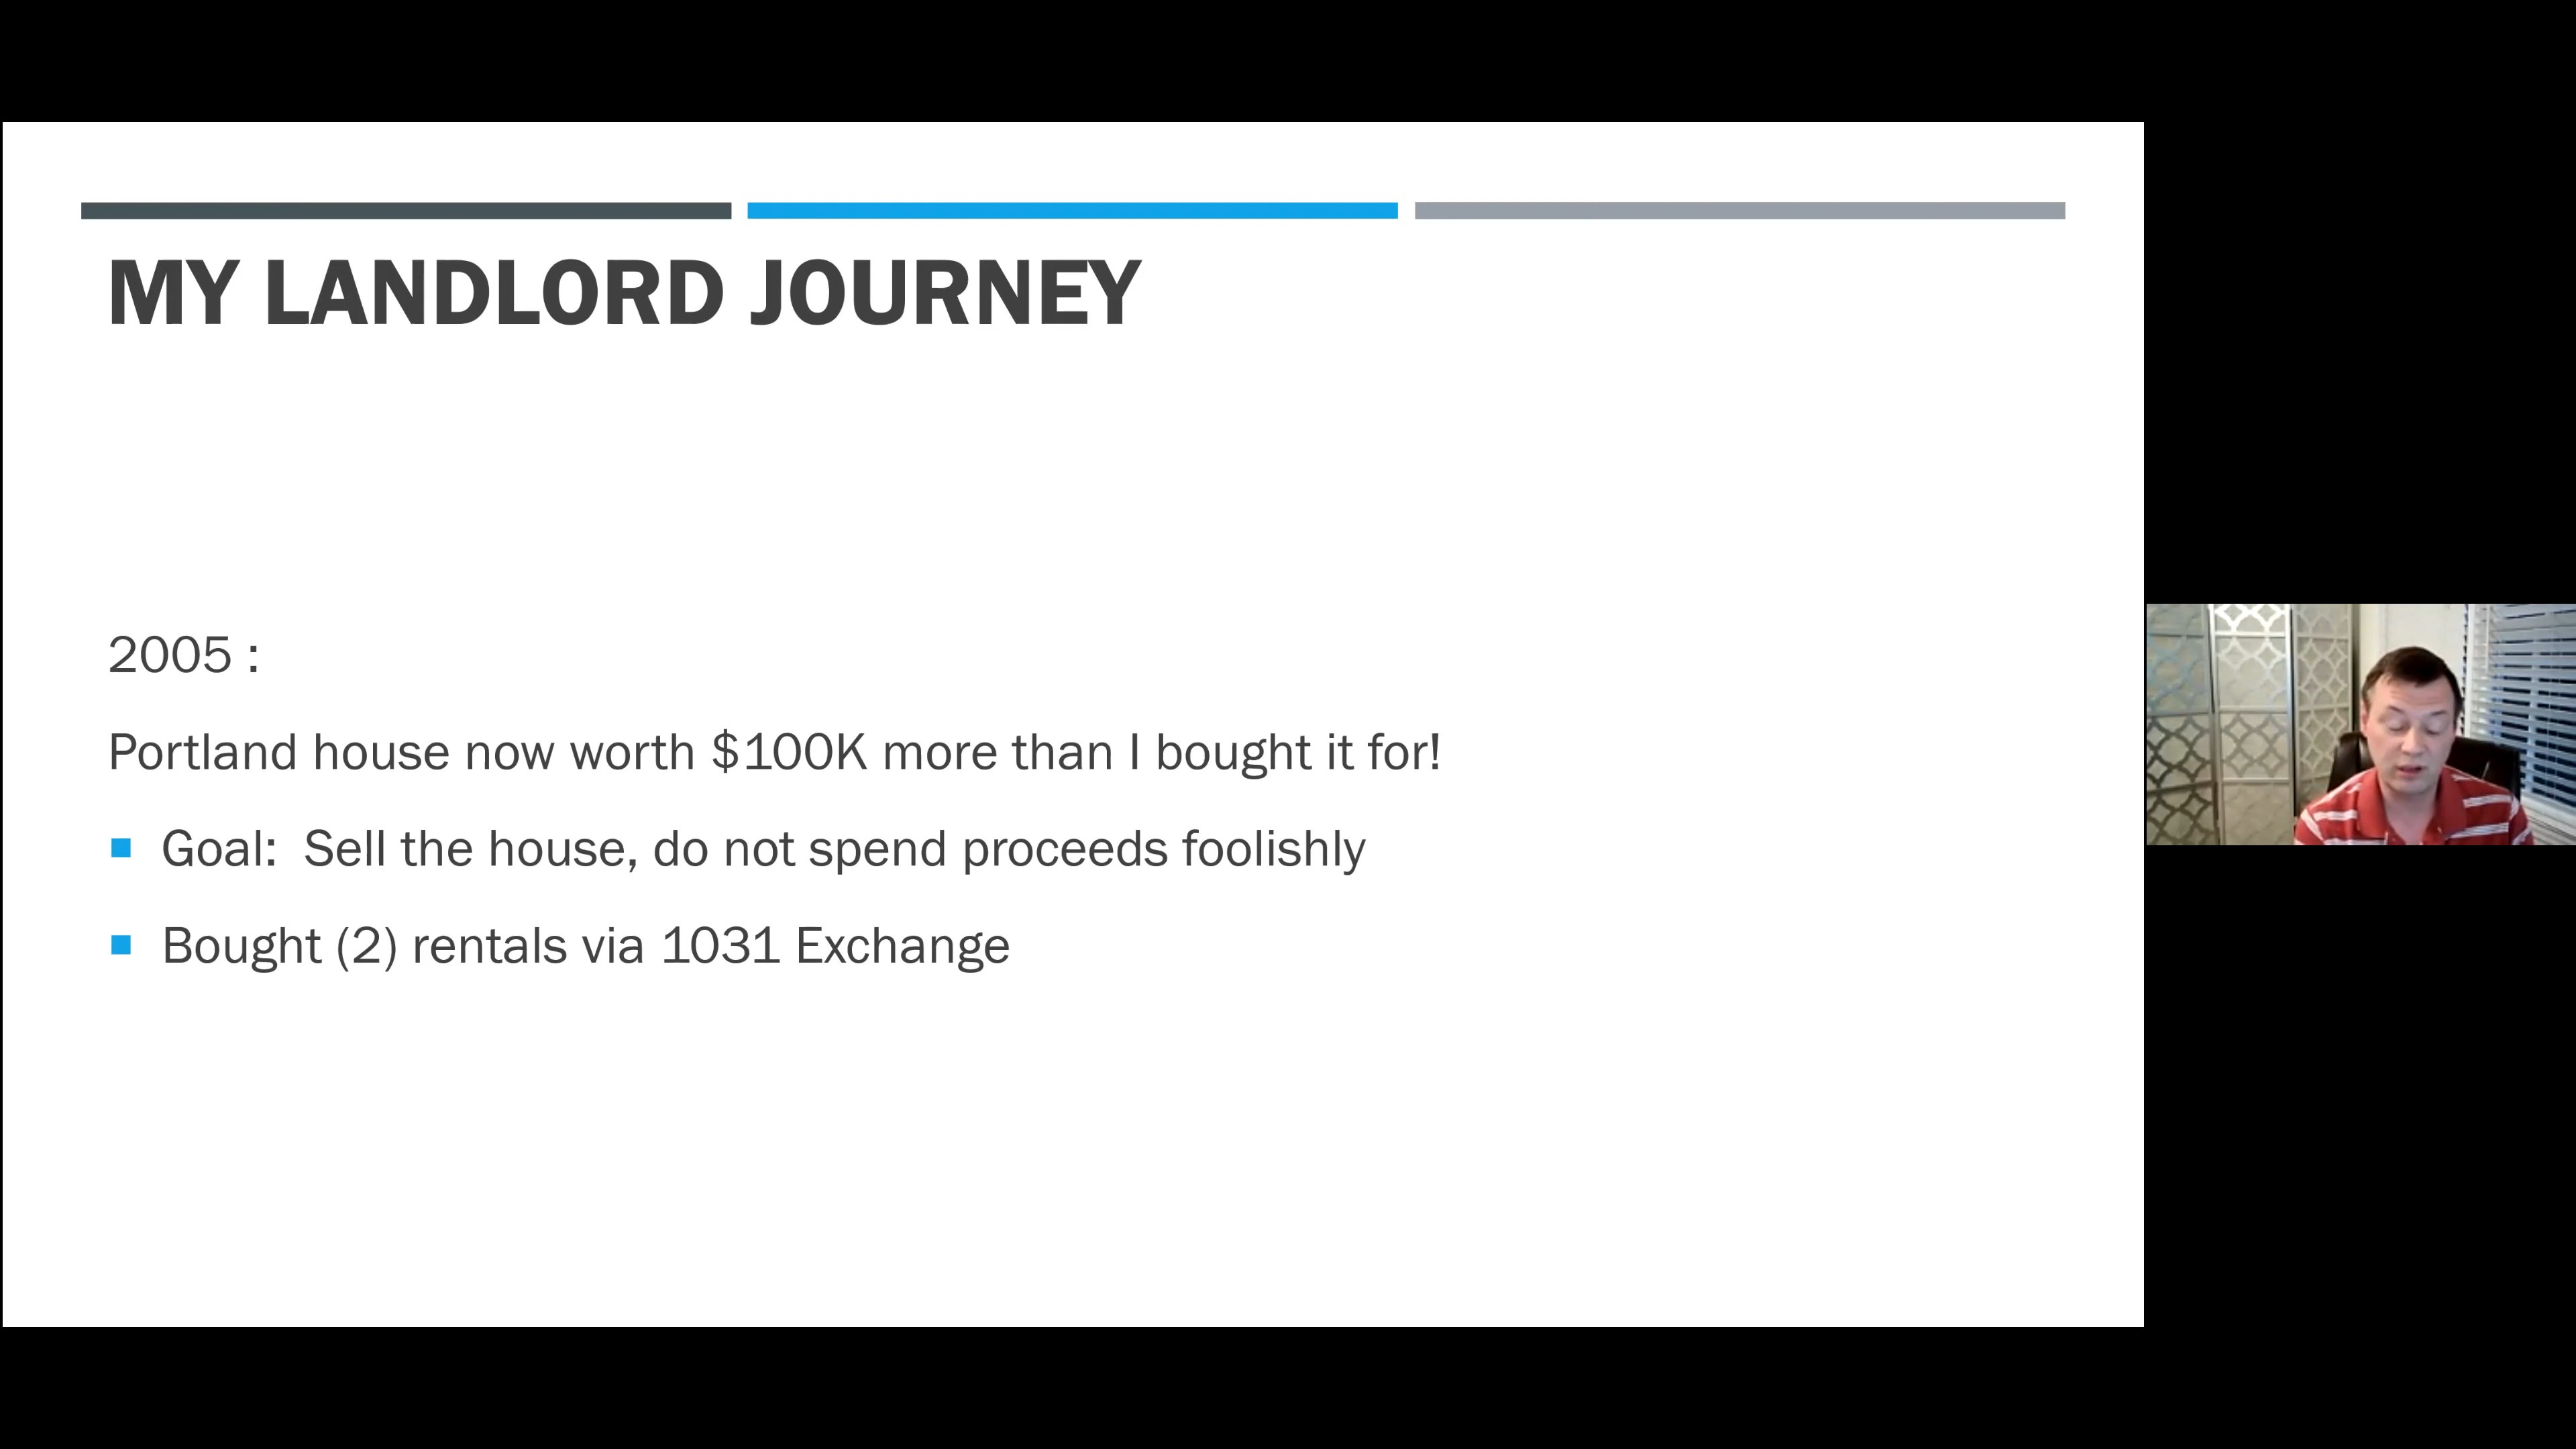 MY LANDLORD JOURNEY
2005 :
Portland house now worth $100K more than I bought it for!
Goal:  Sell the house, do not spend proceeds foolishly
Bought (2) rentals via 1031 Exchange